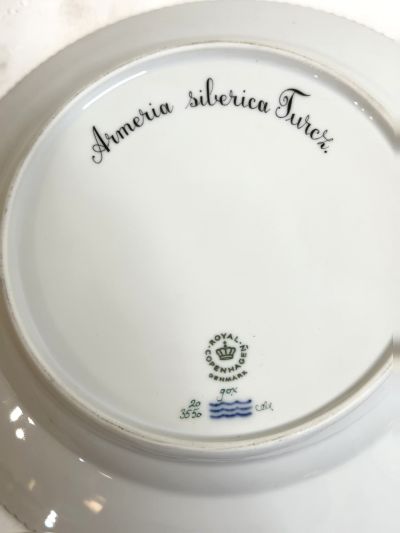 Armeria siberica Turcz.
ROYAL COPENHAGEN
DENMARK
20
3550